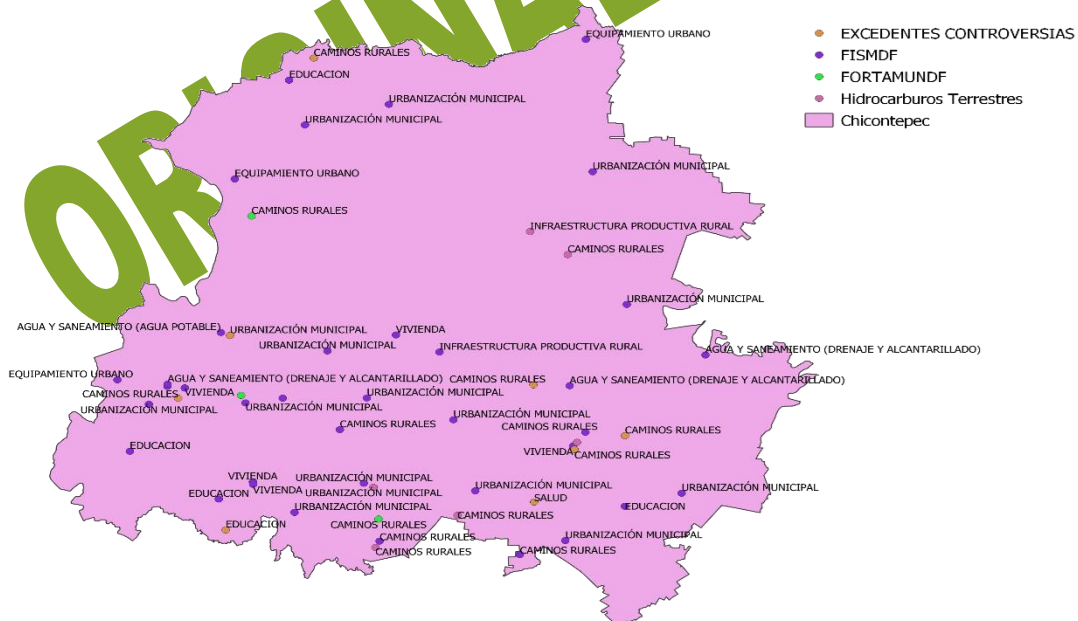 ORIGINAL
EQUIPAMIENTO URBANO
EXCEDENTES CONTROVERSIAS
FISMDF
FORTAMUNDF
Hidrocarburos Terrestres
Chicontepec
CAMINOS RURALES
EDUCACION
URBANIZACIÓN MUNICIPAL
URBANIZACIÓN MUNICIPAL
URBANIZACIÓN MUNICIPAL
EQUIPAMIENTO URBANO
CAMINOS RURALES
INFRAESTRUCTURA PRODUCTIVA RURAL
CAMINOS RURALES
URBANIZACIÓN MUNICIPAL
AGUA Y SANEAMIENTO (AGUA POTABLE)
URBANIZACIÓN MUNICIPAL
VIVIENDA
URBANIZACIÓN MUNICIPAL
INFRAESTRUCTURA PRODUCTIVA RURAL
AGUA Y SANEAMIENTO (DRENAJE Y ALCANTARILLADO)
EQUIPAMIENTO URBANO
AGUA Y SANEAMIENTO (DRENAJE Y ALCANTARILLADO)
CAMINOS RURALES
AGUA Y SANEAMIENTO (DRENAJE Y ALCANTARILLADO)
CAMINOS RURALES
VIVIENDA
URBANIZACIÓN MUNICIPAL
URBANIZACIÓN MUNICIPAL
URBANIZACIÓN MUNICIPAL
URBANIZACIÓN MUNICIPAL
CAMINOS RURALES
CAMINOS RURALES
CAMINOS RURALES
EDUCACION
VIVIENDA
CAMINOS RURALES
VIVIENDA
URBANIZACIÓN MUNICIPAL
EDUCACION
VIVIENDA
URBANIZACIÓN MUNICIPAL
URBANIZACIÓN MUNICIPAL
URBANIZACIÓN MUNICIPAL
URBANIZACIÓN MUNICIPAL
SALUD
EDUCACION
EDUCACION
CAMINOS RURALES
CAMINOS RURALES
CAMINOS RURALES
URBANIZACIÓN MUNICIPAL
CAMINOS RURALES
CAMINOS RURALES